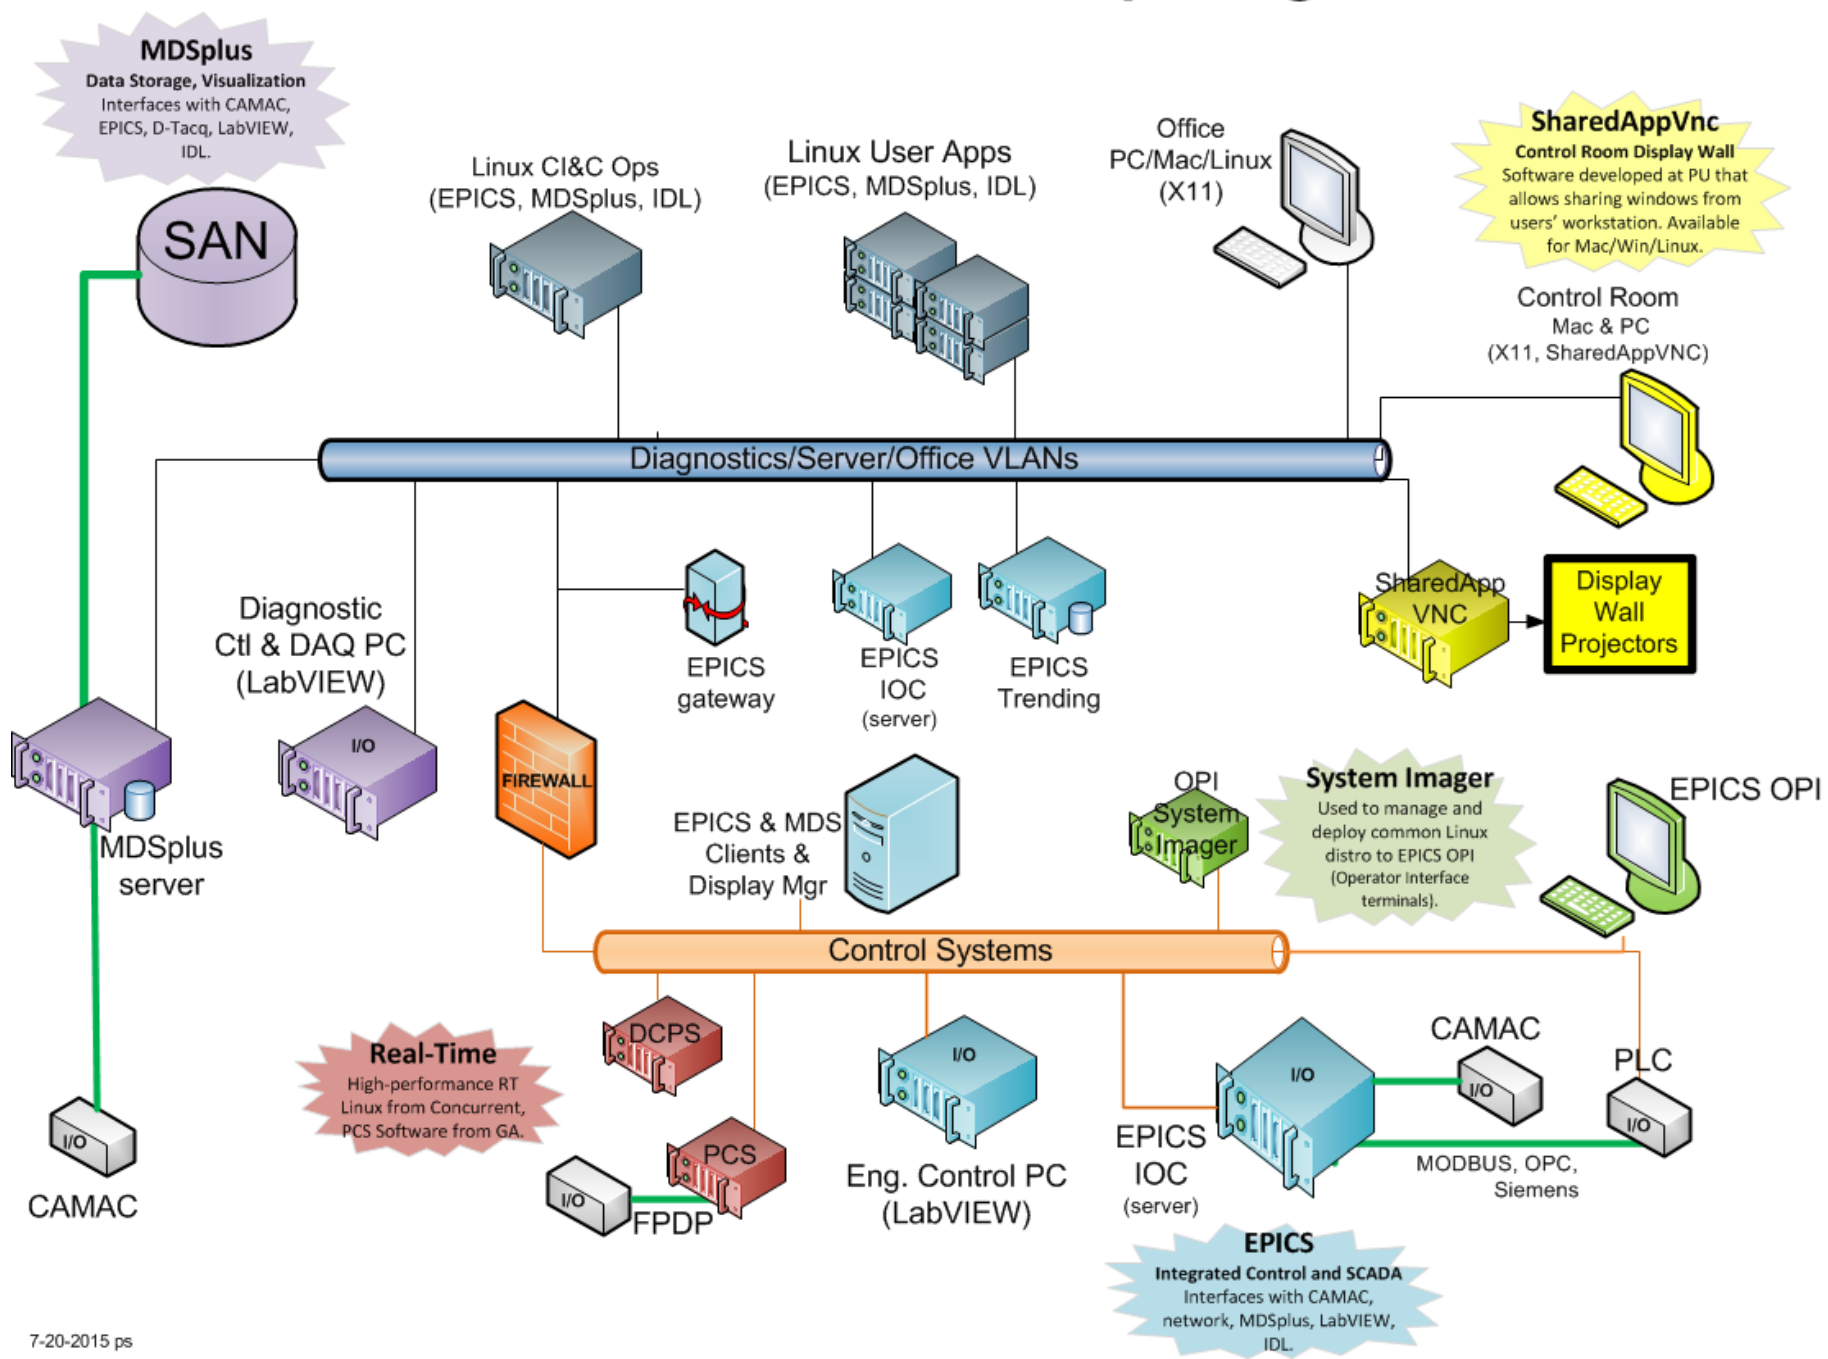 MDSplus
Data Storage, Visualization
Interfaces with CAMAC,
EPICS, D-Tacq, LabVIEW,
IDL.
SAN
Linux CI&C Ops
(EPICS, MDSplus, IDL)
Linux User Apps
(EPICS, MDSplus, IDL)
Office
PC/Mac/Linux
(X11)
SharedAppVnc
Control Room Display Wall
Software developed at PU that
allows sharing windows from
users' workstation. Available
for Mac/Win/Linux.
Control Room
Mac & PC
(X11, SharedAppVNC)
Diagnostics/Server/Office VLANs
Diagnostic
Ctl & DAQ PC
(LabVIEW)
I/O
EPICS
gateway
EPICS
IOC
(server)
EPICS
Trending
SharedApp
VNC
Display
Wall
Projectors
MDSplus
server
FIREWALL
EPICS & MDS
Clients &
Display Mgr
OPI
System
Imager
System Imager
Used to manage and
deploy common Linux
distro to EPICS OPI
(Operator Interface
terminals).
EPICS OPI
Control Systems
Real-Time
High-performance RT
Linux from Concurrent,
PCS Software from GA.
DCPS
PCS
I/O
FPDP
I/O
Eng. Control PC
(LabVIEW)
EPICS
IOC
(server)
I/O
CAMAC
I/O
PLC
I/O
MODBUS, OPC,
Siemens
I/O
CAMAC
EPICS
Integrated Control and SCADA
Interfaces with CAMAC,
network, MDSplus, LabVIEW,
IDL.
7-20-2015 ps